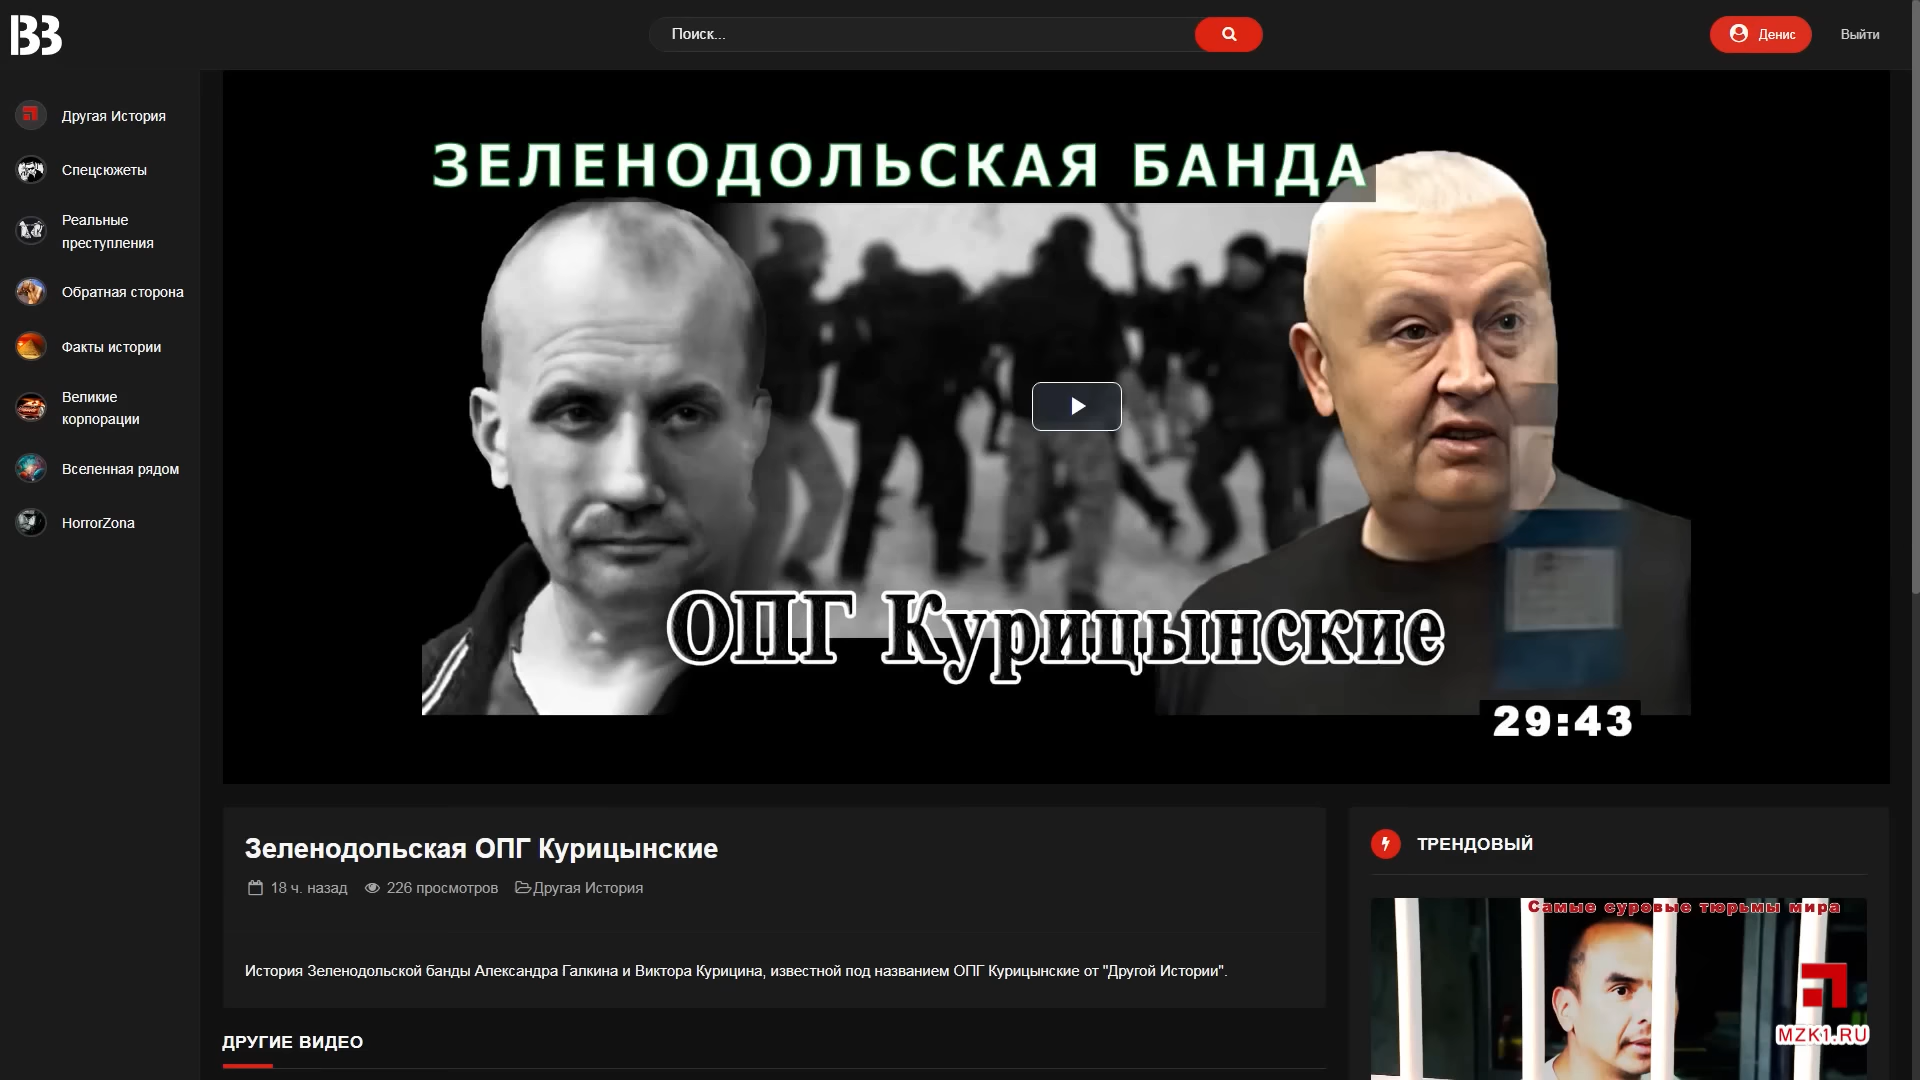 B3
Поиск...
Денис
Выйти
Другая История
Спецсюжеты
Реальные
преступления
Обратная сторона
Факты истории
Великие
корпорации
Вселенная рядом
HorrorZona
ЗЕЛЕНОДОЛЬСКАЯ БАНДА
ОПГ Курицынские
29:43
Зеленодольская ОПГ Курицынские
18 ч. назад 226 просмотров Другая История
История Зеленодольской банды Александра Галкина и Виктора Курицина, известной под названием ОПГ Курицынские от "Другой Истории".
ДРУГИЕ ВИДЕО
ТРЕНДОВЫЙ
Самые суровые тюрьмы мира
MZK1.RU